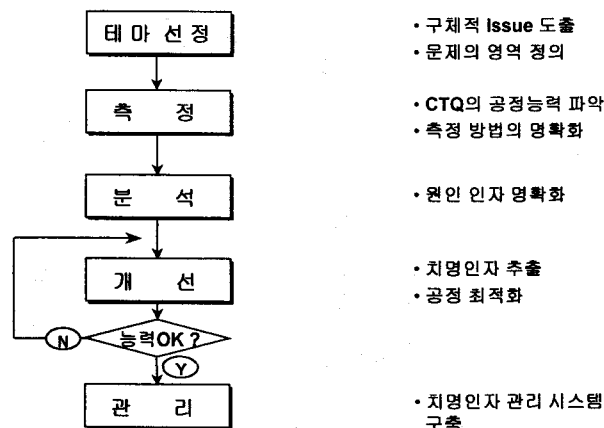 테 마 선 정
• 구체적 Issue 도출
• 문제의 영역 정의
측 정
• CTQ의 공정능력 파악
• 측정 방법의 명확화
분 석
• 원인 인자 명확화
개 선
• 치명인자 추출
• 공정 최적화
능력OK ?
N
Y
관 리
• 치명인자 관리 시스템
구축